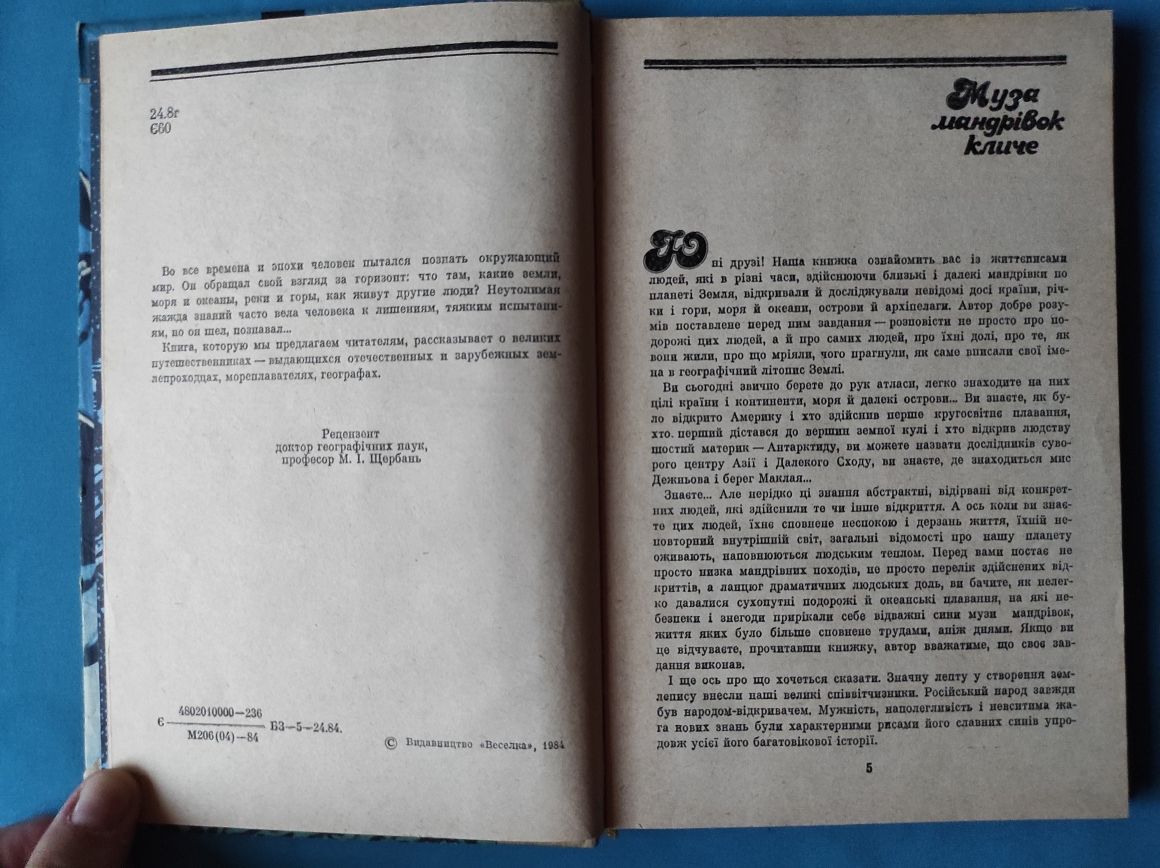 24.8г
Є60
Во все времена и эпохи человек пытался познать окружающий
мир. Он обращал свой взгляд за горизонт: что там, какие земли,
моря и океаны, реки и горы, как живут другие люди? Неутолимая
жажда знаний часто вела человека к лишениям, тяжким испытани-
ям, но он шел, познавал...
Книга, которую мы предлагаем читателям, рассказывает о великих
путешественниках — выдающихся отечественных и зарубежных зем-
лепроходцах, мореплавателях, географах.
Рецензент
доктор географічних наук,
професор М. І. Щербань
4802010000—236
Є ————— БЗ—5—24.84.
М206(04)—84
© Видавництво «Веселка», 1984
Муза
мандрівок
кличе
Юні друзі! Наша книжка ознайомить вас із життєписами
людей, які в різні часи, здійснюючи близькі і далекі мандрівки по
планеті Земля, відкривали й досліджували невідомі досі країни, річ-
ки і гори, моря й океани, острови й архіпелаги. Автор добре розу-
мів поставлене перед ним завдання — розповісти не просто про по-
дорожі цих людей, а й про самих людей, про їхні долі, про те, як
вони жили, про що мріяли, чого прагнули, як саме вписали свої іме-
на в географічний літопис Землі.
Ви сьогодні звично берете до рук атласи, легко знаходите на них
цілі країни і континенти, моря й далекі острови... Ви знаєте, як бу-
ло відкрито Америку і хто здійснив перше кругосвітнє плавання,
хто перший дістався до вершин земної кулі і хто відкрив людству
шостий материк — Антарктиду, ви можете назвати дослідників суво-
рого центру Азії і Далекого Сходу, ви знаєте, де знаходиться мис
Дежньова і берег Маклая...
Знаєте... Але нерідко ці знання абстрактні, відірвані від конкрет-
них людей, які здійснили те чи інше відкриття. А ось коли ви знає-
те цих людей, їхнє сповнене неспокою і дерзань життя, їхній не-
повторний внутрішній світ, загальні відомості про нашу планету
оживають, наповнюються людським теплом. Перед вами постає не
просто низка мандрівних походів, не просто перелік здійснених від-
криттів, а ланцюг драматичних людських доль, ви бачите, як нелег-
ко давалися сухопутні подорожі й океанські плавання, на які не-
безпеки і знегоди прирікали себе відважні сини музи мандрівок,
життя яких було більше сповнене трудами, аніж днями. Якщо ви
це відчуваєте, прочитавши книжку, автор вважатиме, що своє зав-
дання виконав.
І ще ось про що хочеться сказати. Значну лепту у створення зем-
лепису внесли наші великі співвітчизники. Російський народ завжди
був народом-відкривачем. Мужність, наполегливість і невситима жа-
га нових знань були характерними рисами його славних синів упро-
довж усієї його багатовікової історії.
5